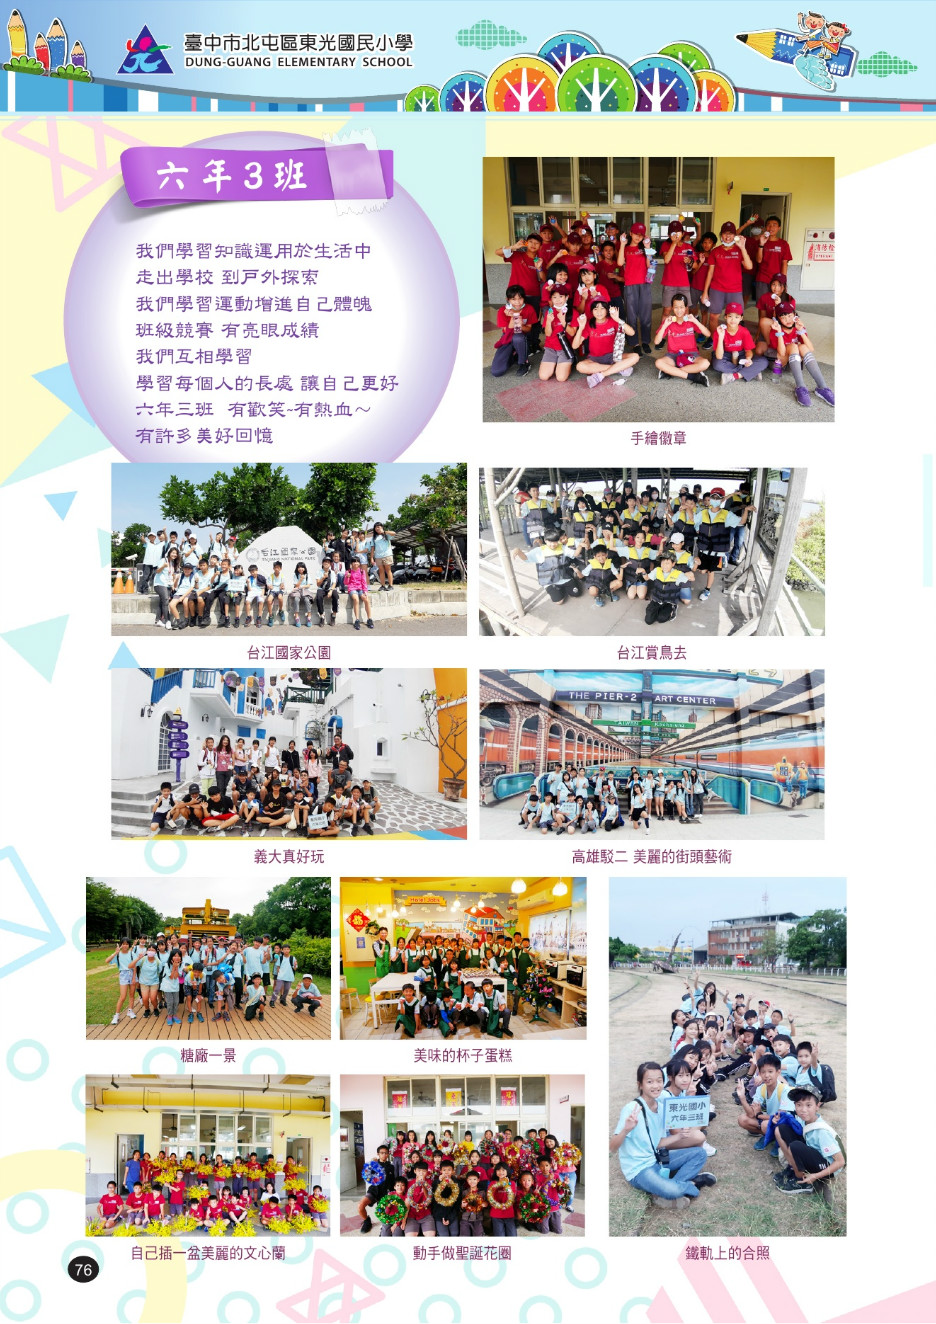 臺中市北屯區東光國民小學
DUNG-GUANG ELEMENTARY SCHOOL
六年3班
我們學習知識運用於生活中
走出學校 到戶外探索
我們學習運動增進自己體魄
班級競賽 有亮眼成績
我們互相學習
學習每個人的長處 讓自己更好
六年三班 有歡笑~有熱血~
有許多美好回憶
手繪徽章
台江國家公園
台江國家公園
台江賞鳥去
THE PIER-2 ART CENTER
義大真好玩
高雄駁二 美麗的街頭藝術
糖廠一景
美味的杯子蛋糕
東光國小
六年三班
自己插一盆美麗的文心蘭
動手做聖誕花圈
鐵軌上的合照
76